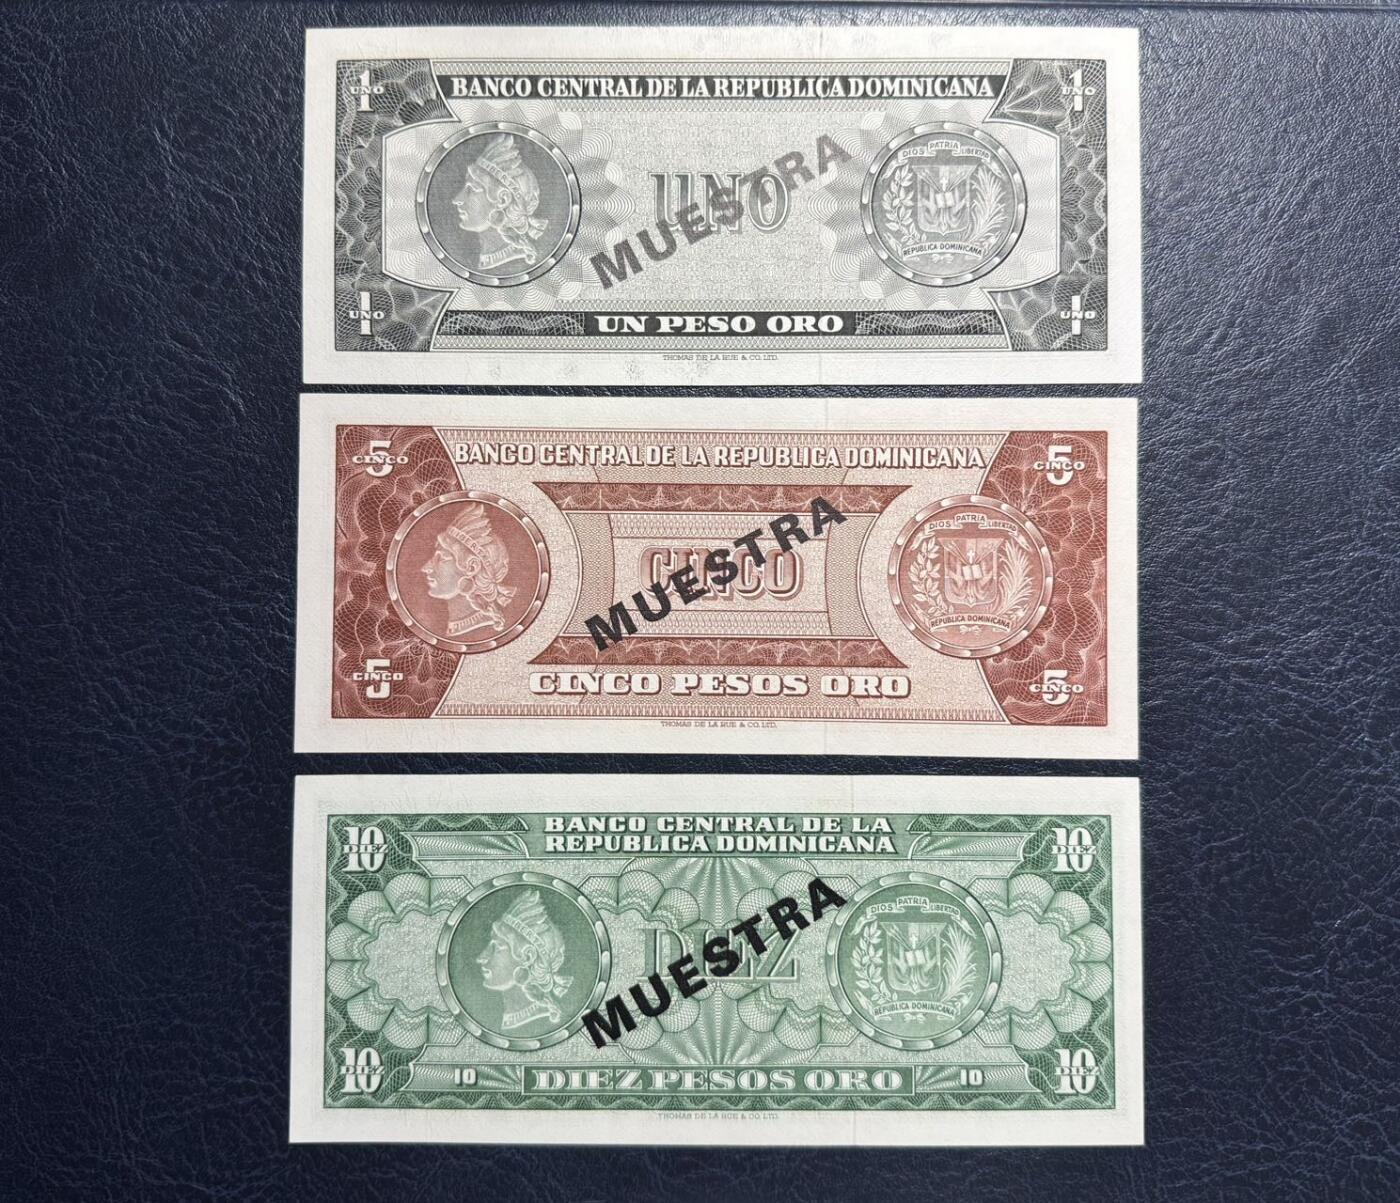 1 UNO
BANCO CENTRAL DE LA REPUBLICA DOMINICANA
1 UNO
DIOS PATRIA LIBERTAD
UNO
MUESTRA
REPUBLICA DOMINICANA
1 UNO
UN PESO ORO
1 UNO
THOMAS DE LA RUE & CO. LTD.
5 CINCO
BANCO CENTRAL DE LA REPUBLICA DOMINICANA
5 CINCO
DIOS PATRIA LIBERTAD
CINCO
MUESTRA
REPUBLICA DOMINICANA
5 CINCO
CINCO PESOS ORO
5 CINCO
THOMAS DE LA RUE & CO. LTD.
10 DIEZ
BANCO CENTRAL DE LA
REPUBLICA DOMINICANA
10 DIEZ
DIOS PATRIA LIBERTAD
DIEZ
MUESTRA
REPUBLICA DOMINICANA
10 DIEZ
10
DIEZ PESOS ORO
10
10 DIEZ
THOMAS DE LA RUE & CO. LTD.